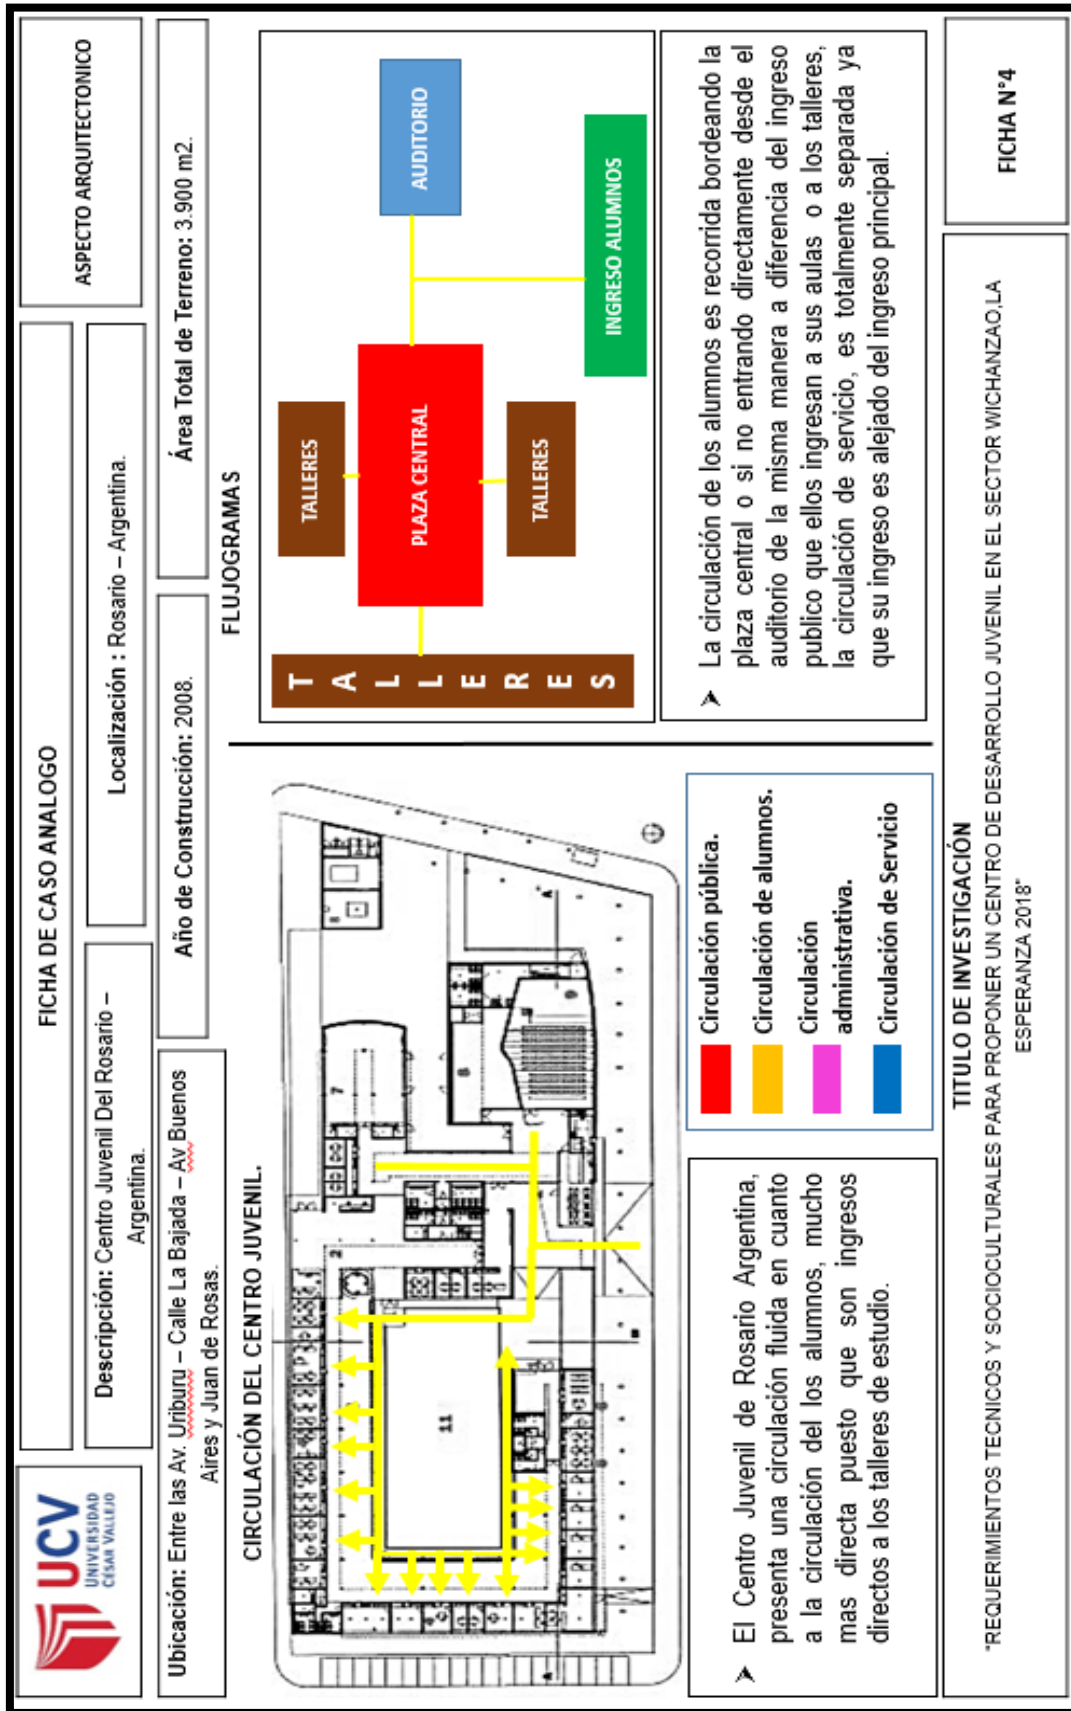 UCV
UNIVERSIDAD
CÉSAR VALLEJO
FICHA DE CASO ANALOGO
ASPECTO ARQUITECTONICO
Descripción: Centro Juvenil Del Rosario –
Argentina.
Localización : Rosario – Argentina.
Ubicación: Entre las Av. Uriburu – Calle La Bajada – Av Buenos
Aires y Juan de Rosas.
Año de Construcción: 2008.
Área Total de Terreno: 3.900 m2.
CIRCULACIÓN DEL CENTRO JUVENIL.
2
7
8
9
11
A
A
El Centro Juvenil de Rosario Argentina,
presenta una circulación fluida en cuanto
a la circulación del los alumnos, mucho
mas directa puesto que son ingresos
directos a los talleres de estudio.
Circulación pública.
Circulación de alumnos.
Circulación
administrativa.
Circulación de Servicio
FLUJOGRAMAS
TALLERES
TALLERES
PLAZA CENTRAL
TALLERES
AUDITORIO
INGRESO ALUMNOS
➤ La circulación de los alumnos es recorrida bordeando la
plaza central o si no entrando directamente desde el
auditorio de la misma manera a diferencia del ingreso
publico que ellos ingresan a sus aulas o a los talleres,
la circulación de servicio, es totalmente separada ya
que su ingreso es alejado del ingreso principal.
TITULO DE INVESTIGACIÓN
"REQUERIMIENTOS TECNICOS Y SOCIOCULTURALES PARA PROPONER UN CENTRO DE DESARROLLO JUVENIL EN EL SECTOR WICHANZAO,LA
ESPERANZA 2018"
FICHA N°4